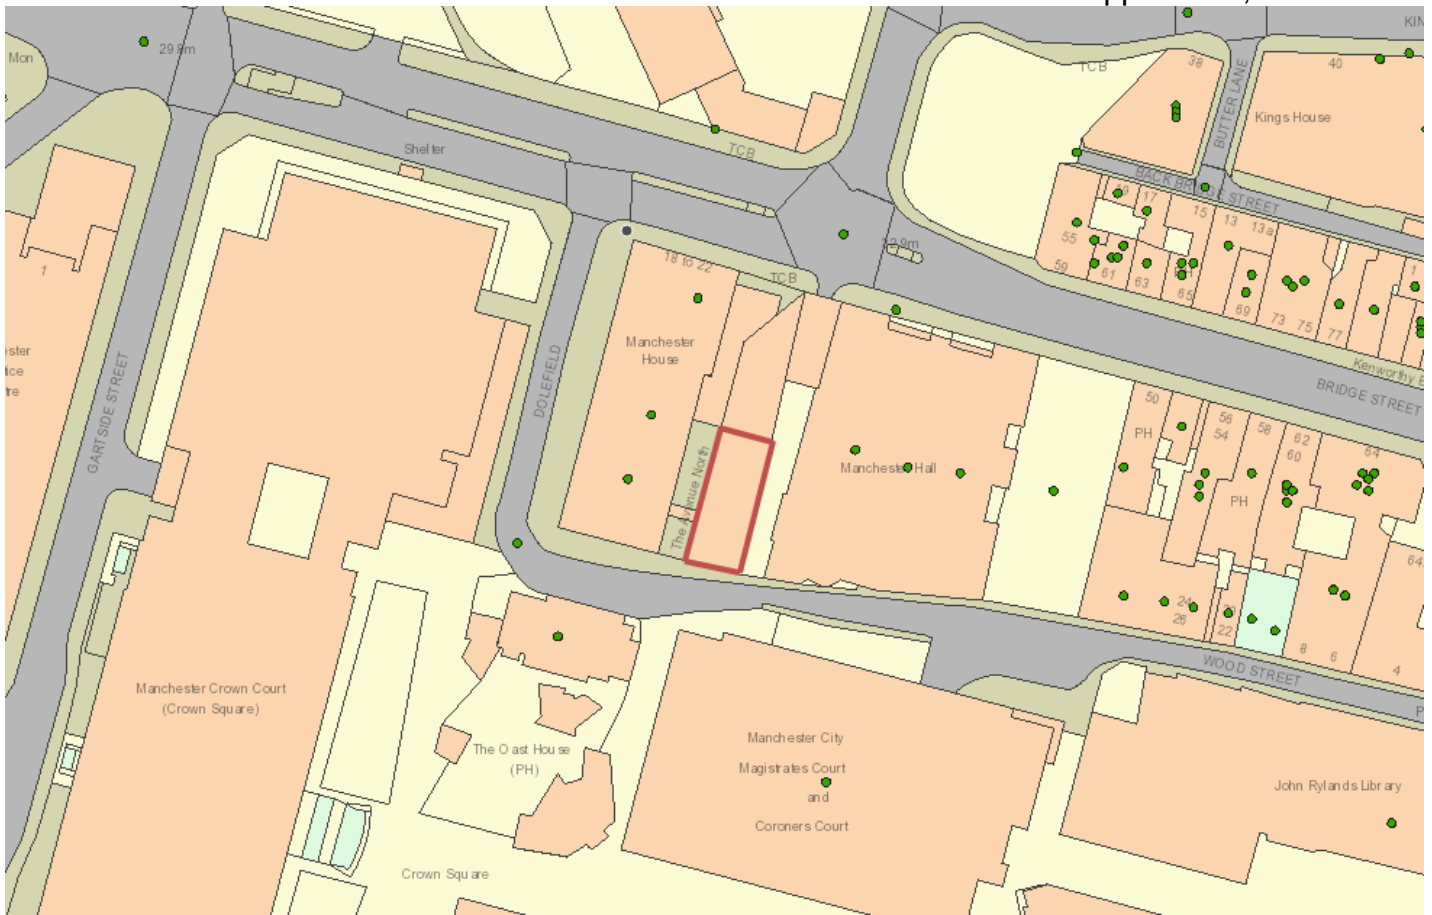 Mon
29.8m
Shelter
TCB
TCB
38
40
KIN
BUTTER LANE
Kings House
BACK BRIDGE STREET
19
17
15
13
13a
55
59
61
63
PH
65
69
73
75
77
1
1
22.9m
TCB
18 to 22
Manchester
House
DOLEFIELD
GARTSIDE STREET
The Avenue North
Manchester Hall
BRIDGE STREET
50
PH
56
54
58
62
60
64
PH
24
26
20
22
8
6
4
64
WOOD STREET
P
Manchester Crown Court
(Crown Square)
The Oast House
(PH)
Manchester City
Magistrates Court
and
Coroners Court
John Rylands Library
Crown Square